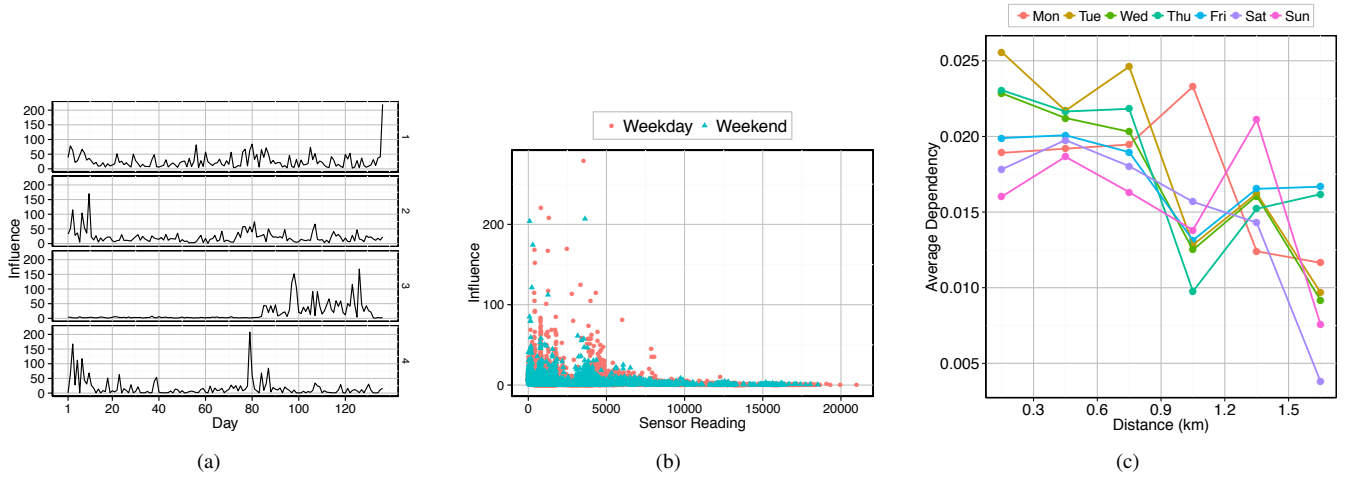 Influence
200
150
100
50
0
1
200
150
100
50
0
2
200
150
100
50
0
3
200
150
100
50
0
4
1 20 40 60 80 100 120
Day
(a)
Weekday Weekend
Influence
200
100
0
0 5000 10000 15000 20000
Sensor Reading
(b)
Mon Tue Wed Thu Fri Sat Sun
Average Dependency
0.025
0.020
0.015
0.010
0.005
0.3 0.6 0.9 1.2 1.5
Distance (km)
(c)